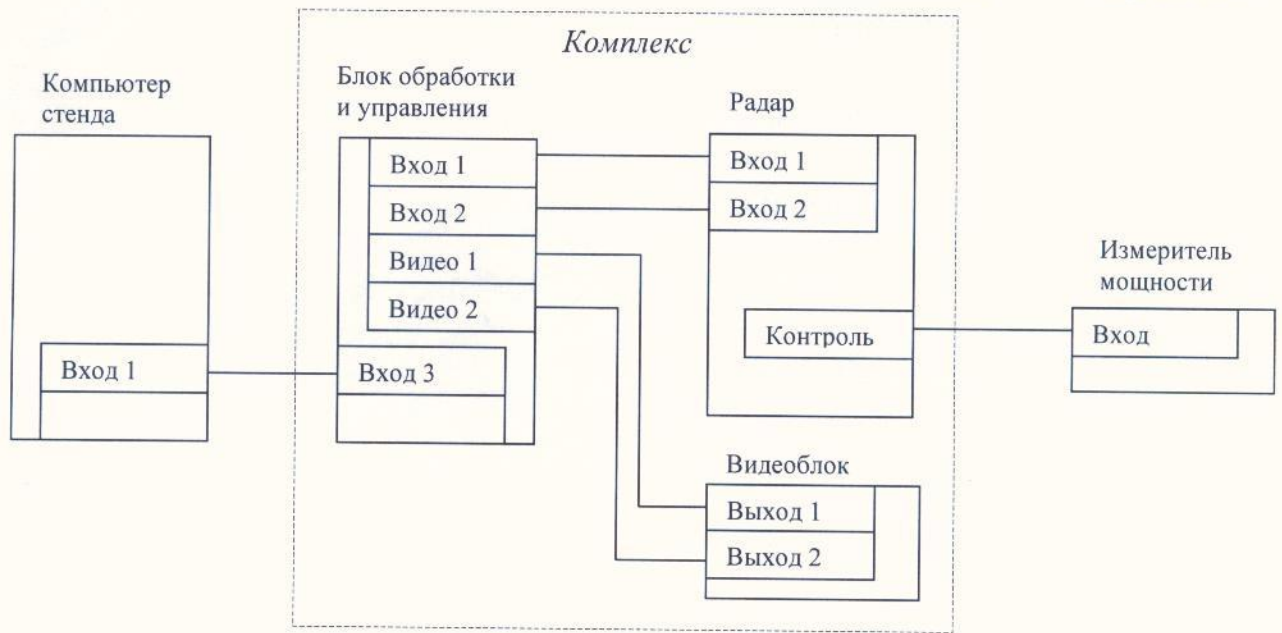 Комплекс
Компьютер
стенда
Вход 1
Блок обработки
и управления
Вход 1
Вход 2
Видео 1
Видео 2
Вход 3
Радар
Вход 1
Вход 2
Контроль
Видеоблок
Выход 1
Выход 2
Измеритель
мощности
Вход